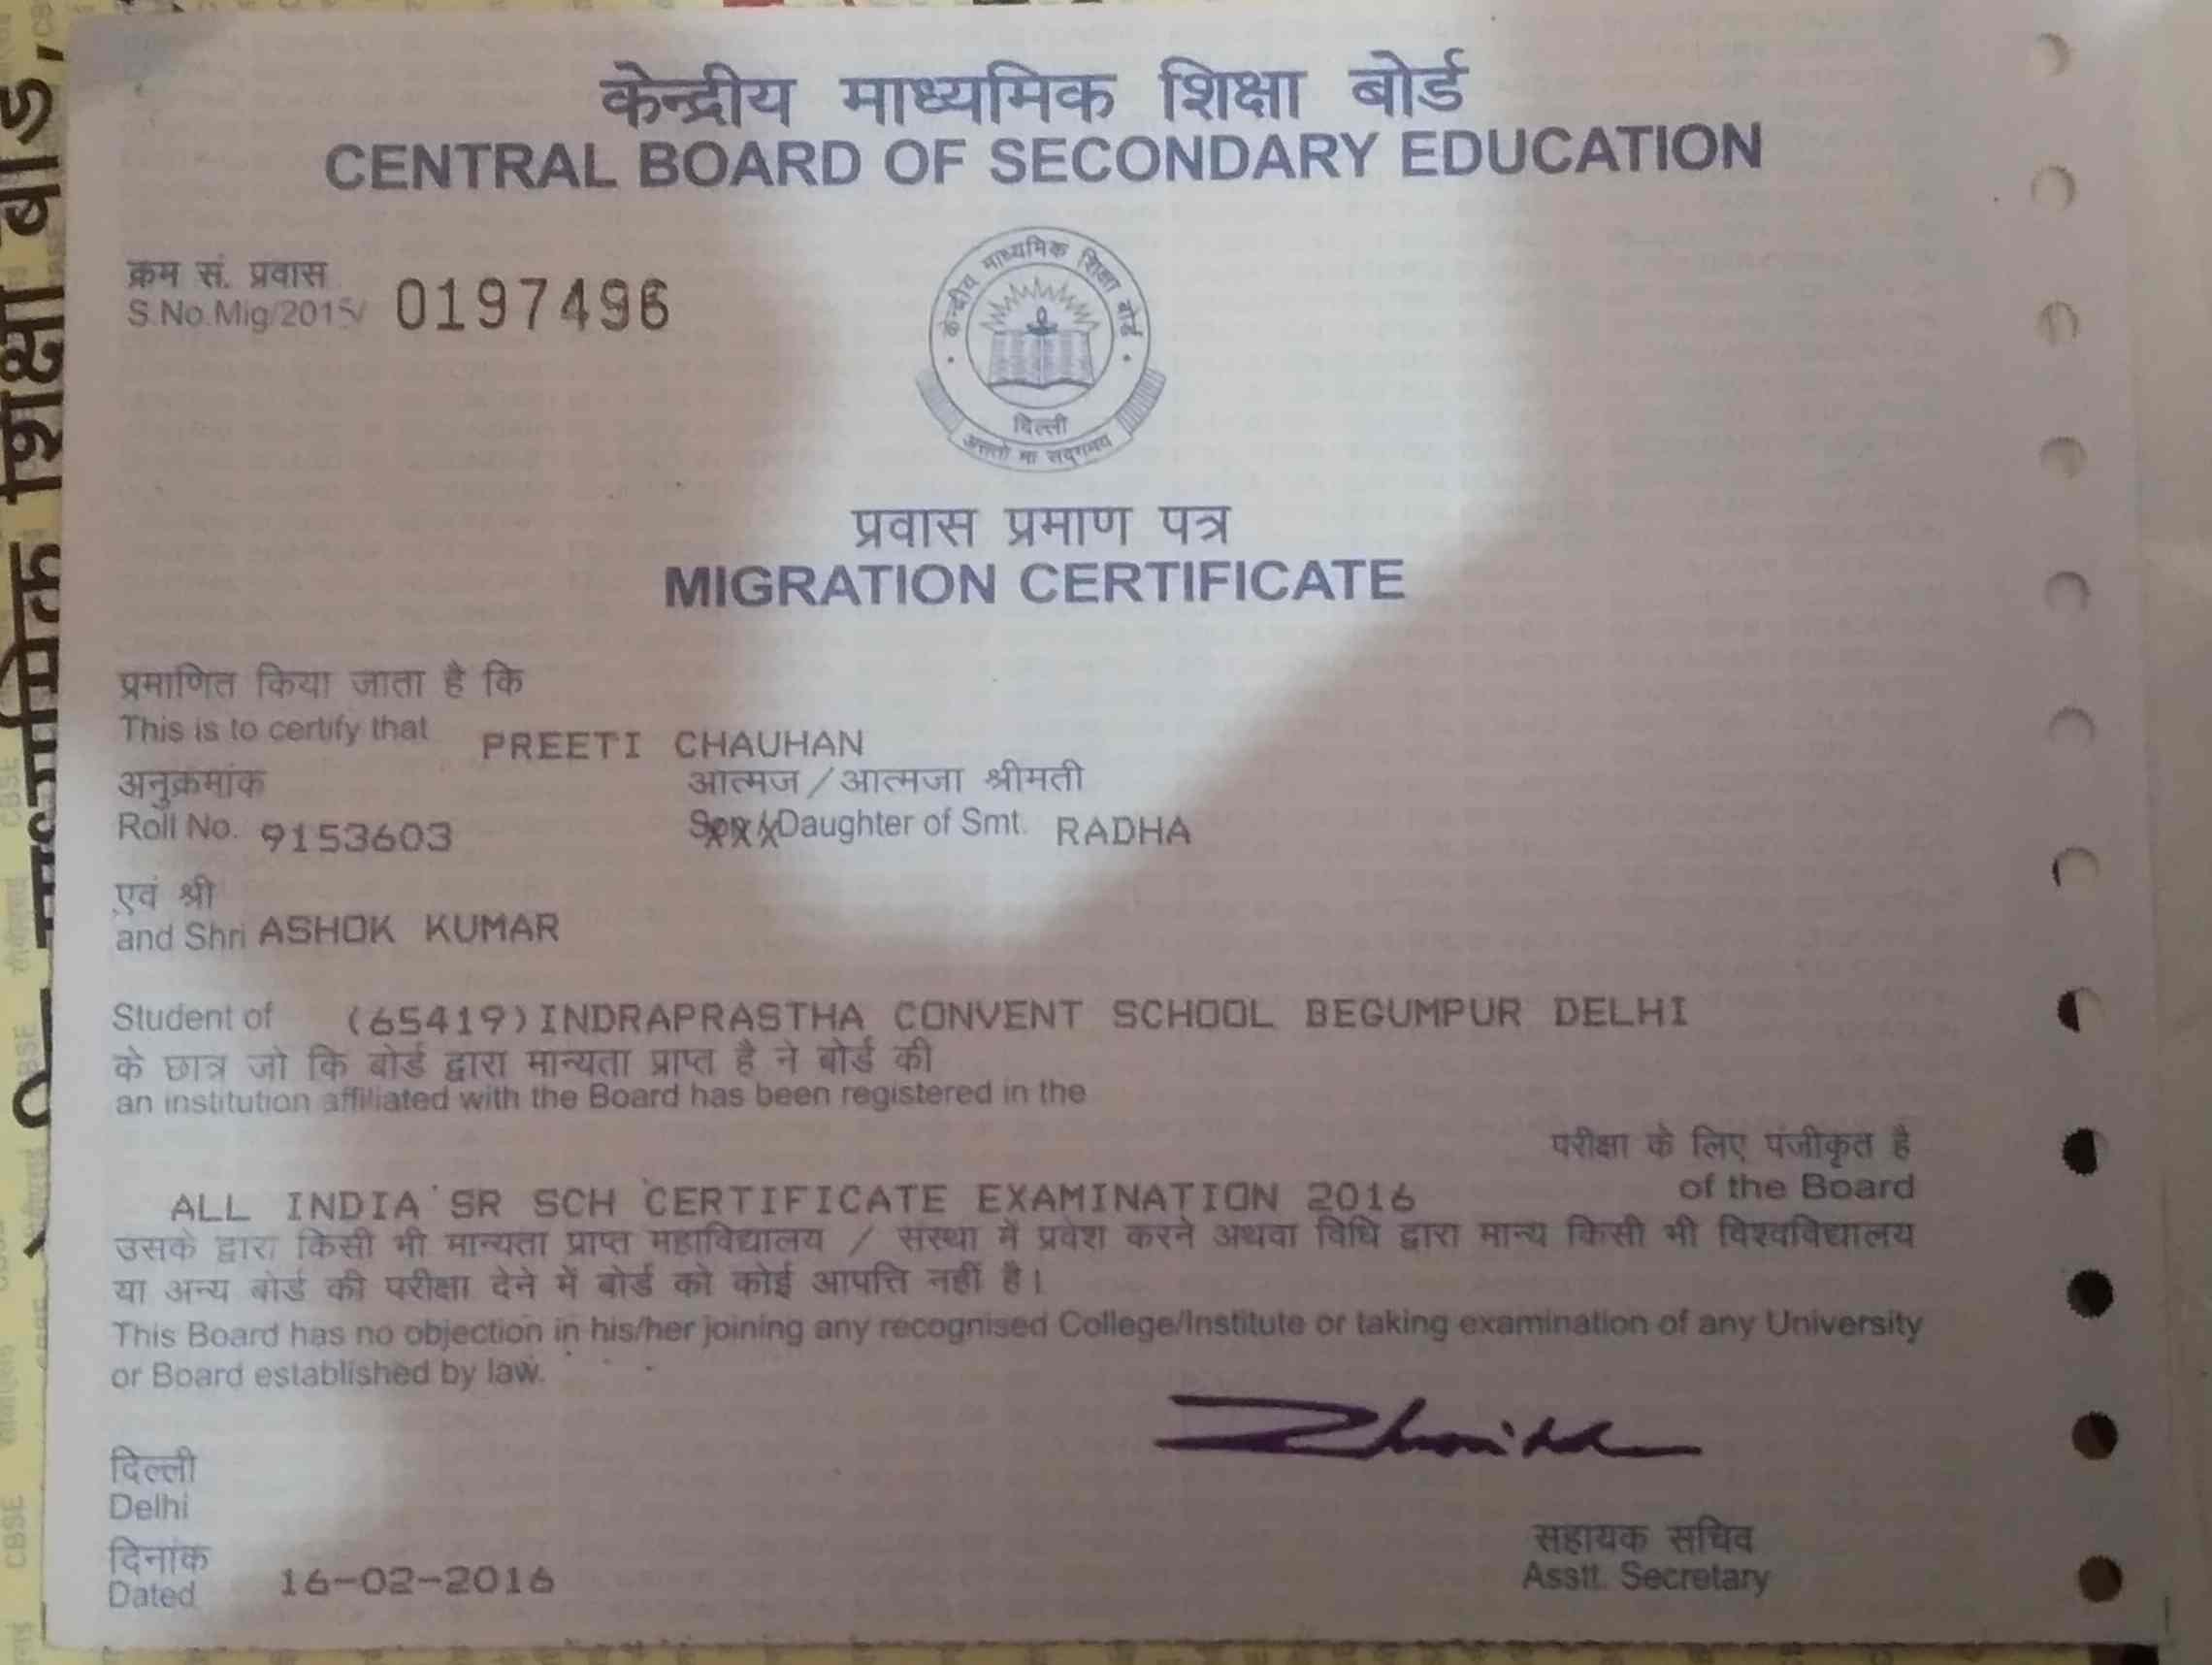 केन्द्रीय माध्यमिक शिक्षा बोर्ड
CENTRAL BOARD OF SECONDARY EDUCATION
क्रम सं. प्रवास
S.No.Mig/2015/ 0197496
केन्द्रीय माध्यमिक शिक्षा बोर्ड
दिल्ली
असतो मा सद्गमय
प्रवास प्रमाण पत्र
MIGRATION CERTIFICATE
प्रमाणित किया जाता है कि
This is to certify that PREETI CHAUHAN
अनुक्रमांक आत्मज / आत्मजा श्रीमती
Roll No. 9153603 Son/Daughter of Smt. RADHA
एवं श्री
and Shri ASHOK KUMAR
Student of (65419) INDRAPRASTHA CONVENT SCHOOL BEGUMPUR DELHI
के छात्र जो कि बोर्ड द्वारा मान्यता प्राप्त है ने बोर्ड की
an institution affiliated with the Board has been registered in the
परीक्षा के लिए पंजीकृत है
ALL INDIA SR SCH CERTIFICATE EXAMINATION 2016 of the Board
उसके द्वारा किसी भी मान्यता प्राप्त महाविद्यालय / संस्था में प्रवेश करने अथवा विधि द्वारा मान्य किसी भी विश्वविद्यालय
या अन्य बोर्ड की परीक्षा देने में बोर्ड को कोई आपत्ति नहीं है।
This Board has no objection in his/her joining any recognised College/Institute or taking examination of any University
or Board established by law.
दिल्ली
Delhi
दिनांक सहायक सचिव
Dated 16-02-2016 Asstt. Secretary
माध्यमिक शिक्षा बोर्ड,
CBSE